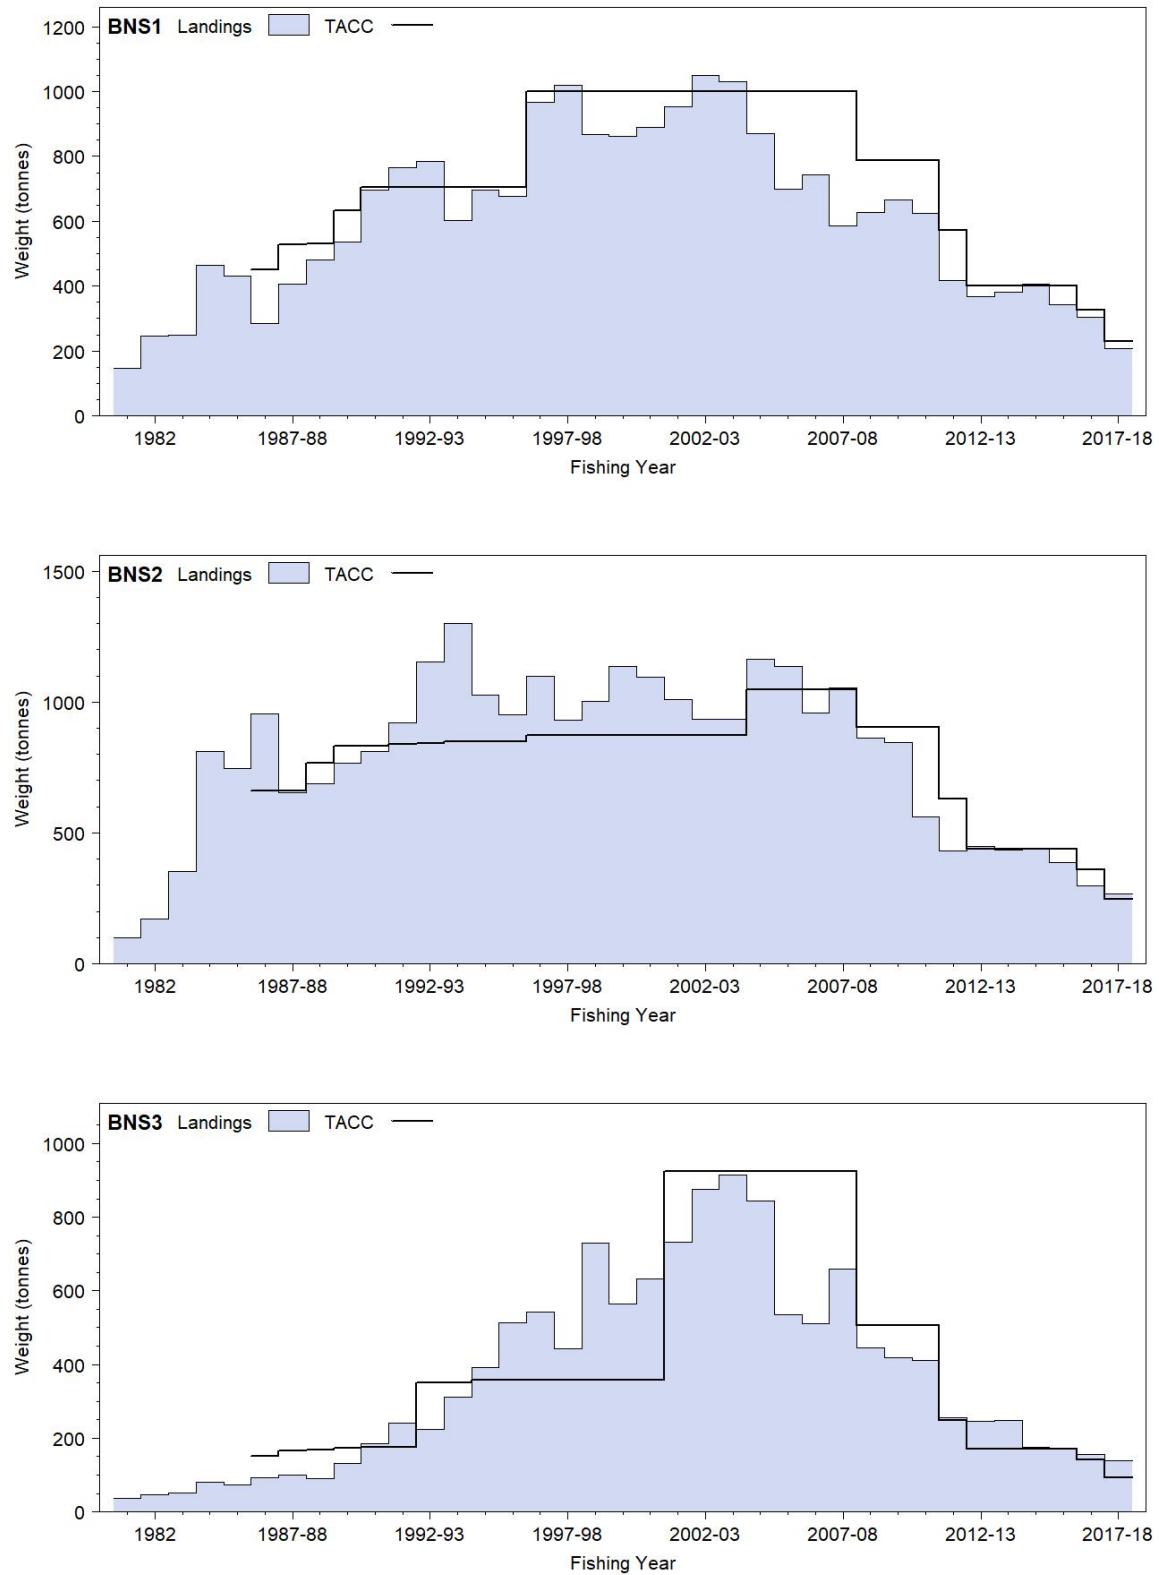 BNS1 Landings TACC
1200
1000
800
600
400
200
0
Weight (tonnes)
1982 1987-88 1992-93 1997-98 2002-03 2007-08 2012-13 2017-18
Fishing Year
BNS2 Landings TACC
1500
1000
500
0
Weight (tonnes)
1982 1987-88 1992-93 1997-98 2002-03 2007-08 2012-13 2017-18
Fishing Year
BNS3 Landings TACC
1000
800
600
400
200
0
Weight (tonnes)
1982 1987-88 1992-93 1997-98 2002-03 2007-08 2012-13 2017-18
Fishing Year